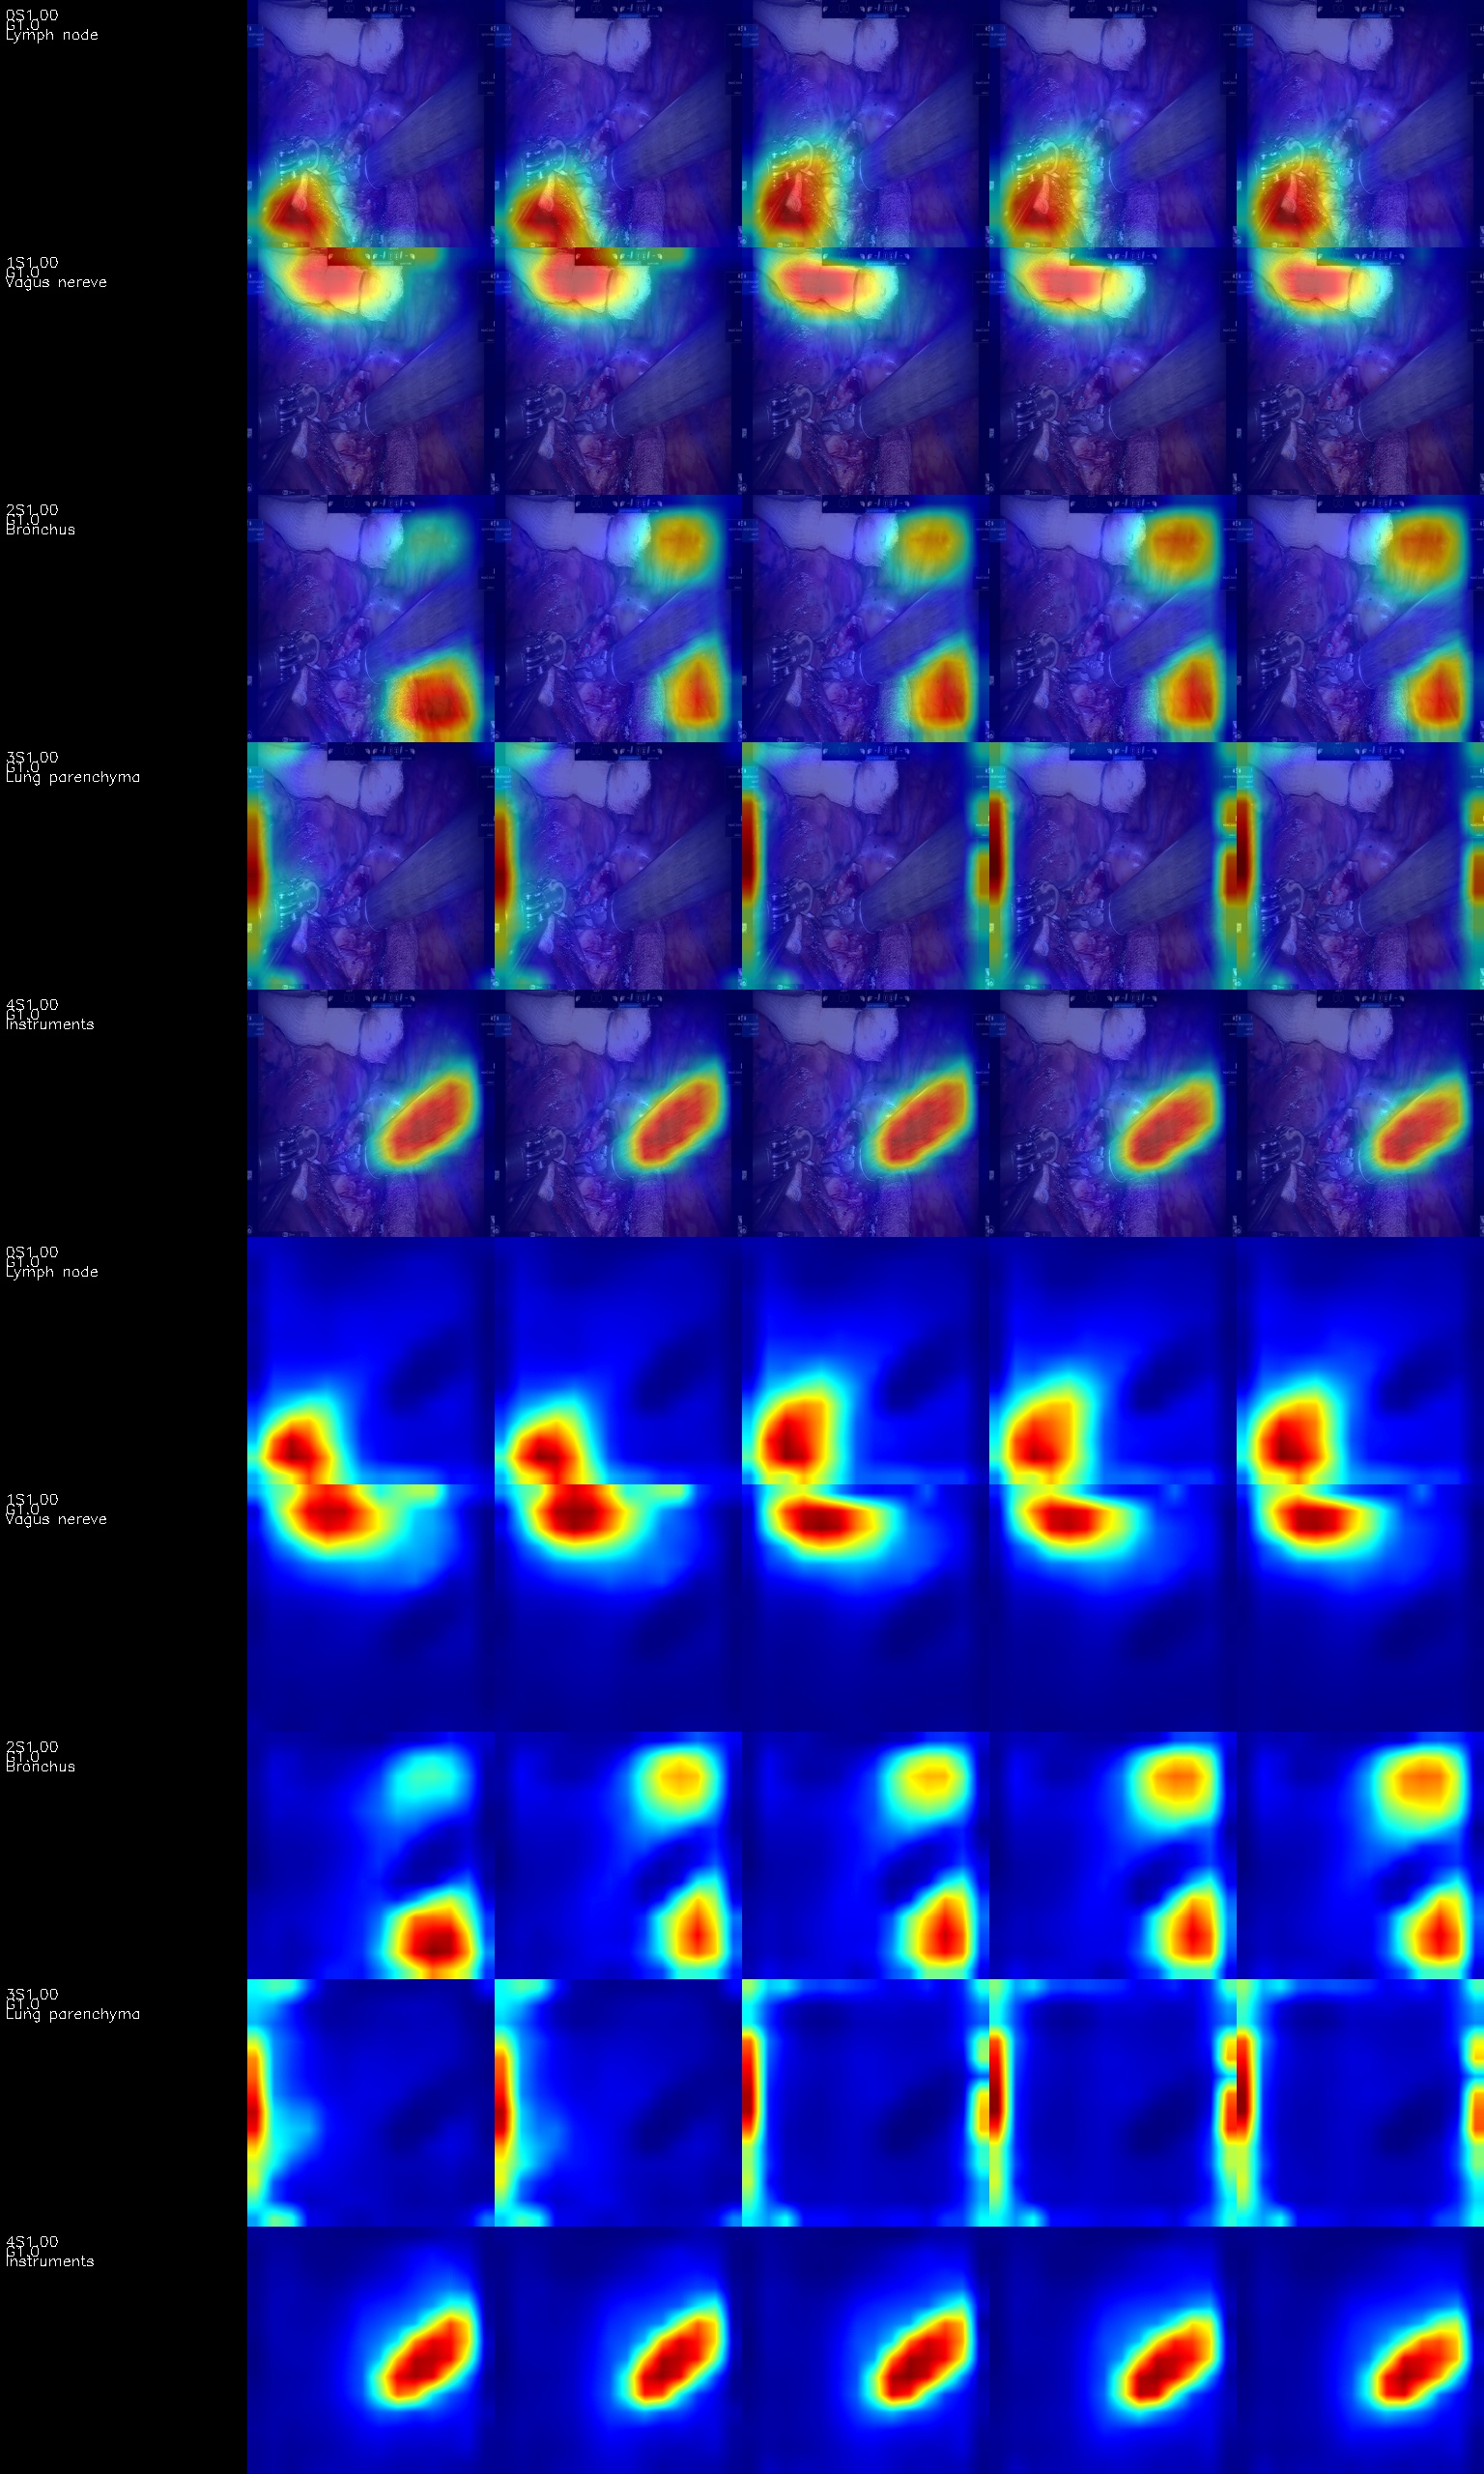 0S1.00
GT.0
Lymph node
1S1.00
GT.0
Vagus nereve
2S1.00
GT.0
Bronchus
3S1.00
GT.0
Lung parenchyma
4S1.00
GT.0
Instruments
0S1.00
GT.0
Lymph node
1S1.00
GT.0
Vagus nereve
2S1.00
GT.0
Bronchus
3S1.00
GT.0
Lung parenchyma
4S1.00
GT.0
Instruments